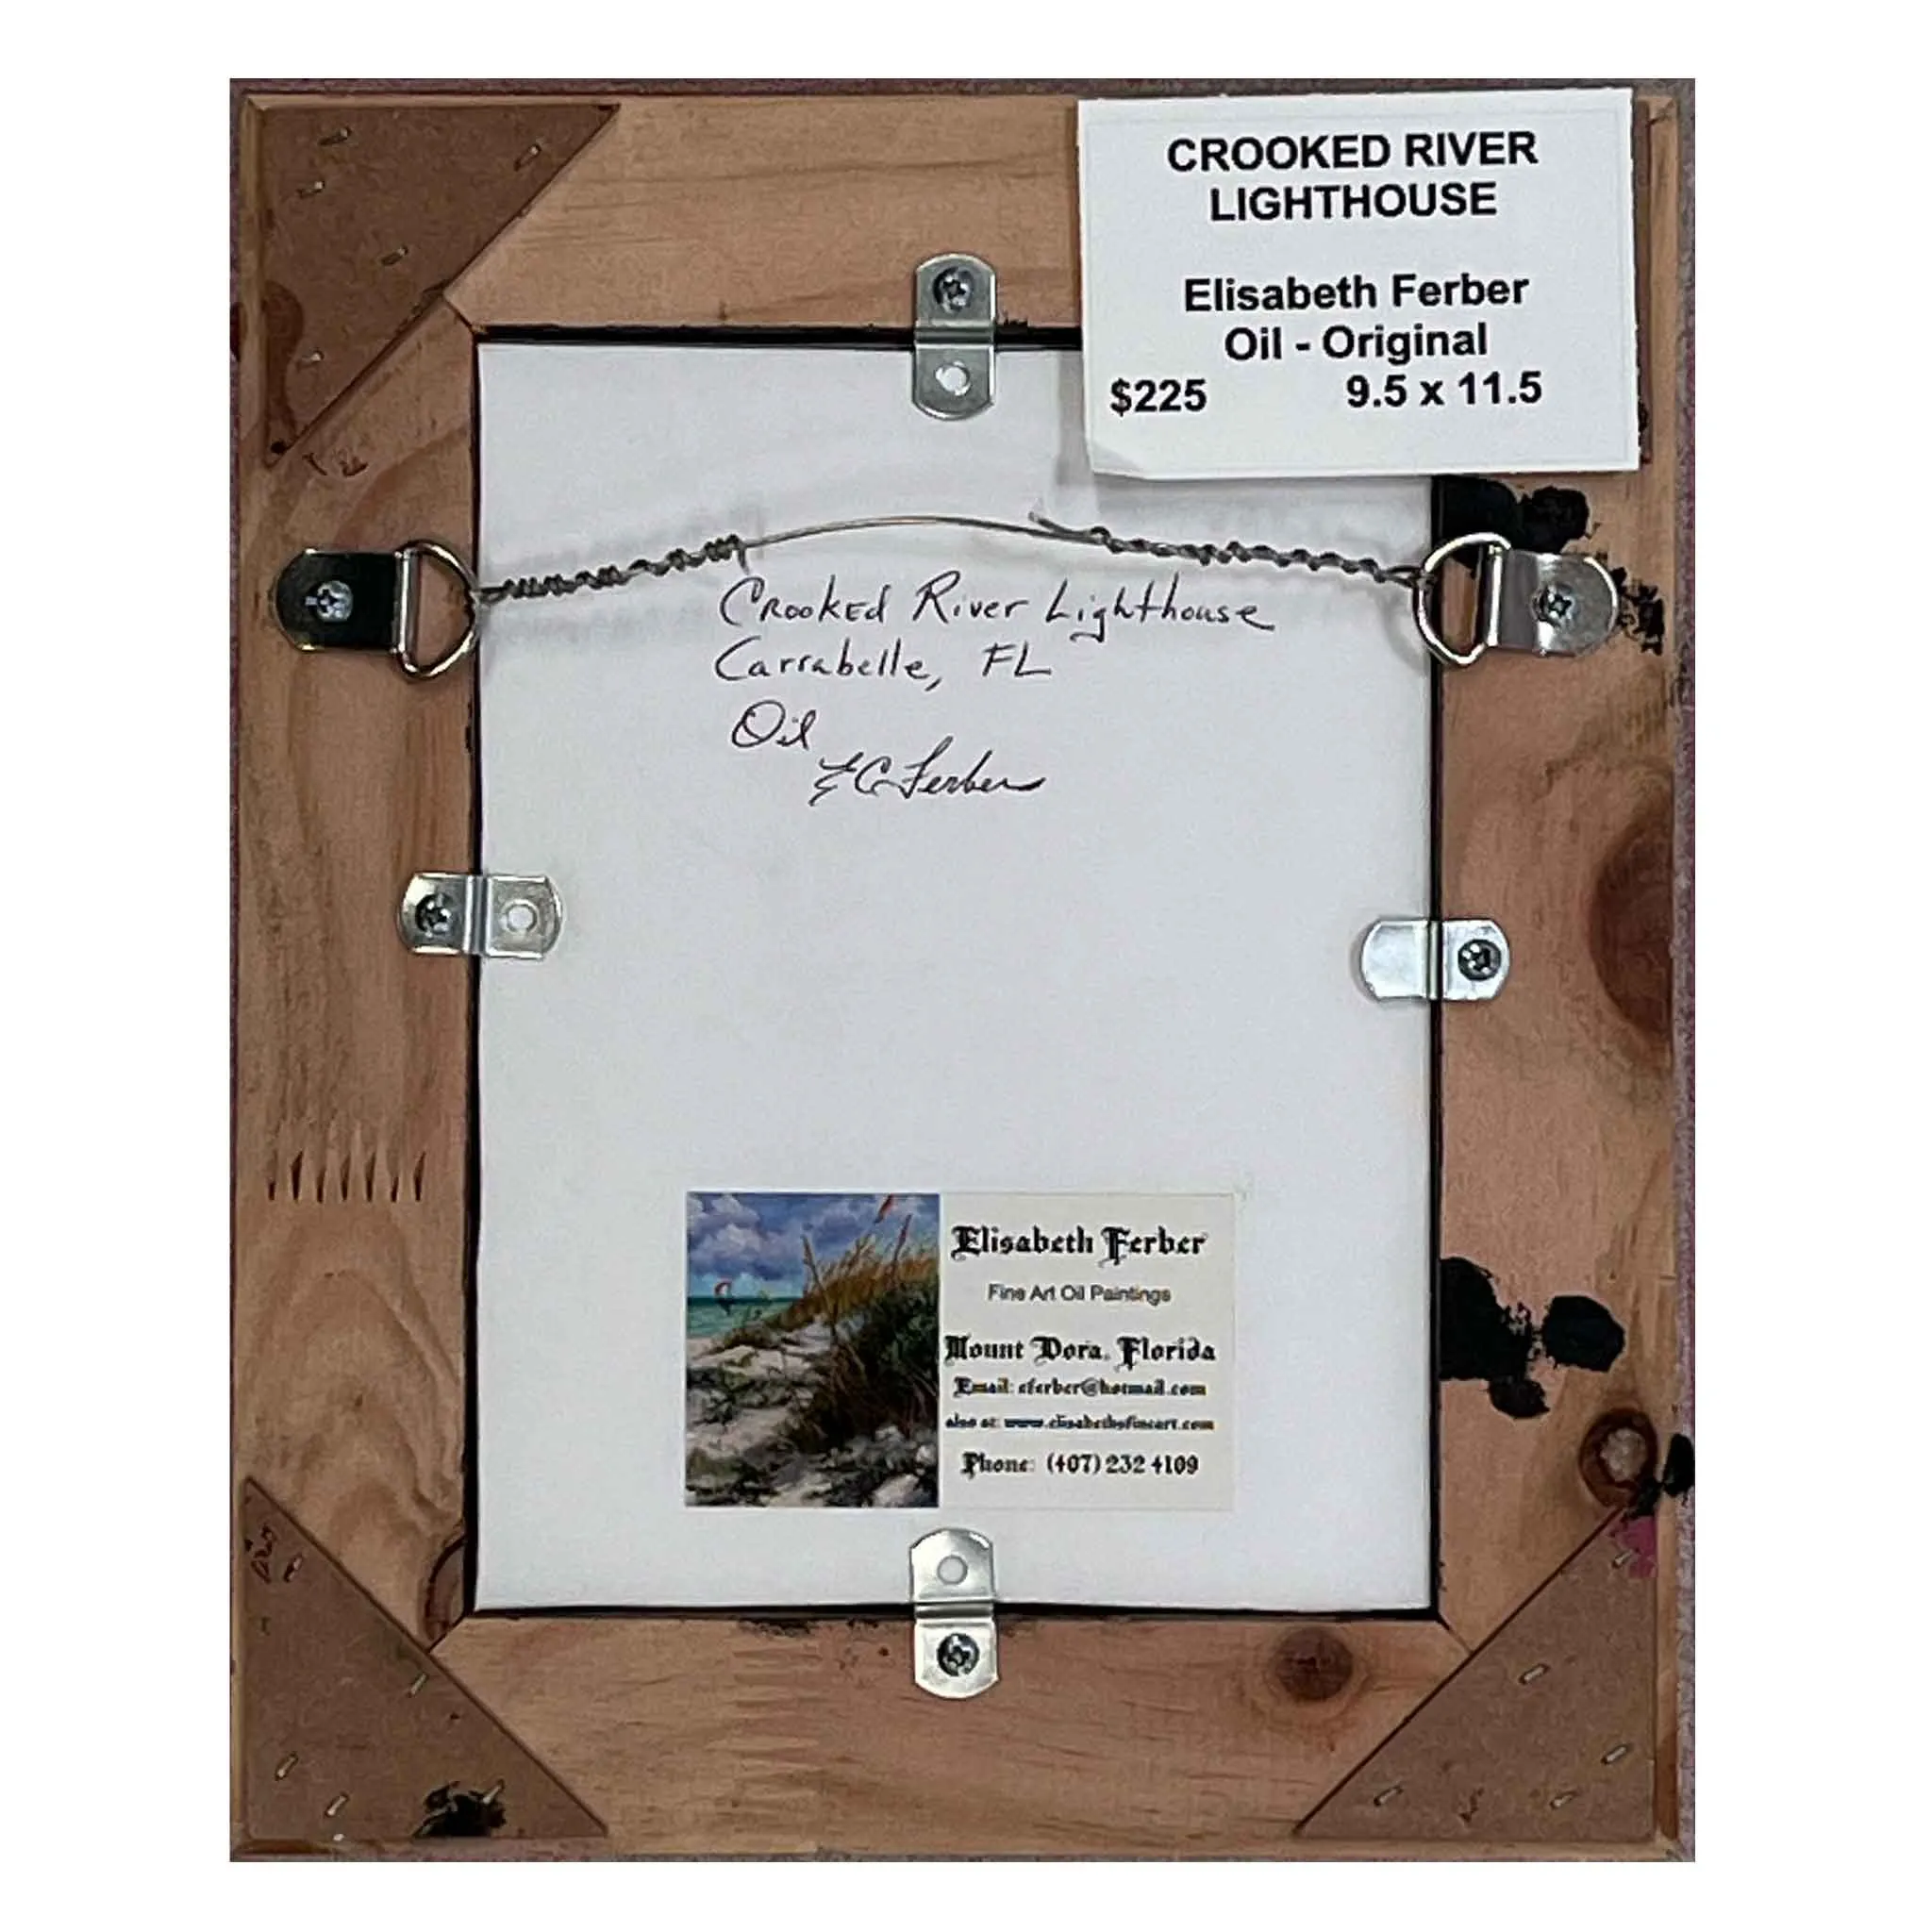 CROOKED RIVER
LIGHTHOUSE
Elisabeth Ferber
Oil - Original
$225 9.5 x 11.5
Crooked River Lighthouse
Carrabelle, FL
Oil
E C Ferber
Elisabeth Ferber
Fine Art Oil Paintings
Mount Dora, Florida
Email: eferber@hotmail.com
also at: www.elisabethsfineart.com
Phone: (407) 232 4109